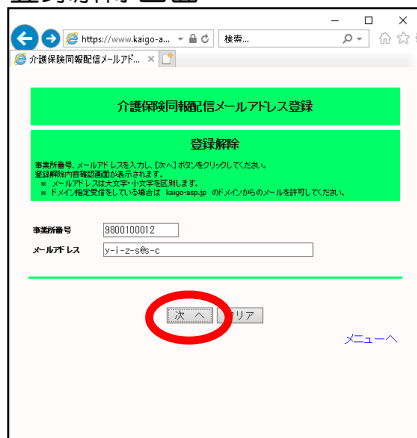 https://www.kaigo-a...
検索...
介護保険同報配信メールアドレ...
介護保険同報配信メールアドレス登録
登録解除
事業所番号、メールアドレスを入力し、[次へ]ボタンをクリックしてください。
登録解除内容確認画面が表示されます。
※ メールアドレスは大文字・小文字を区別します。
※ ドメイン指定受信をしている場合は kaigo-asp.jp のドメインからのメールを許可してください。
事業所番号 9800100012
メールアドレス y-i-z-s@s-c
次 へ リア
メニューへ